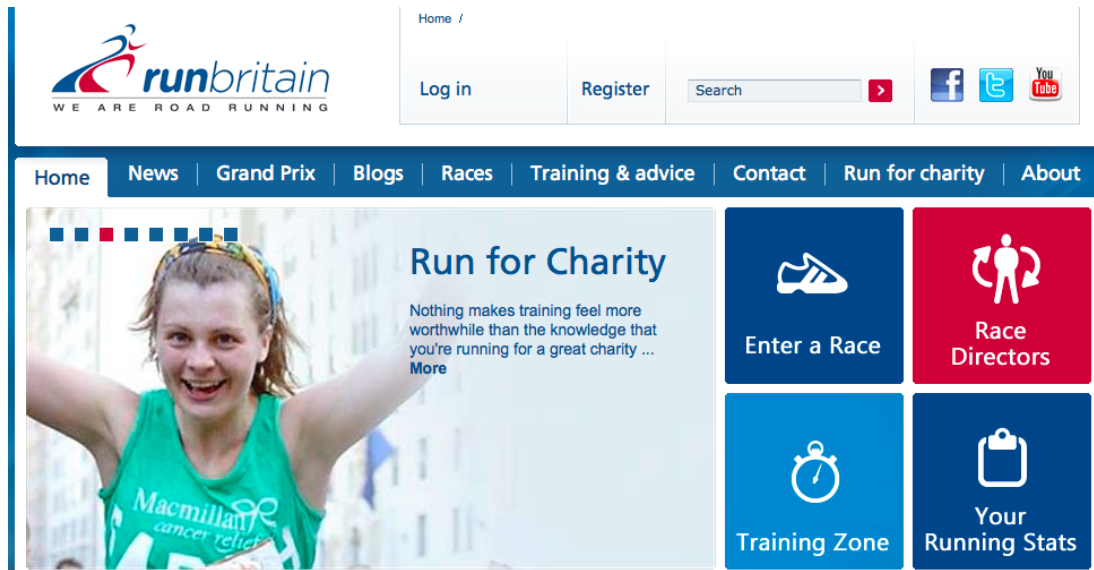 Home /
runbritain
WE ARE ROAD RUNNING
Log in
Register
Search
You
Tube
Home
News
Grand Prix
Blogs
Races
Training & advice
Contact
Run for charity
About
Run for Charity
Nothing makes training feel more
worthwhile than the knowledge that
you're running for a great charity ...
More
Macmillan
cancer relief
Enter a Race
Race
Directors
Training Zone
Your
Running Stats